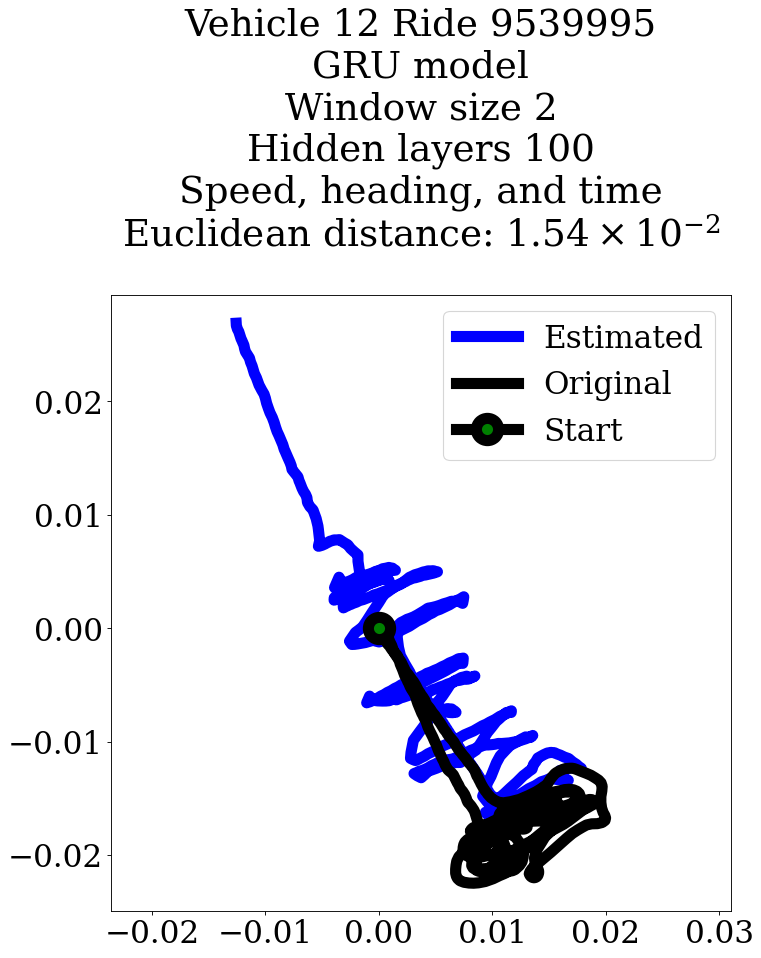 Vehicle 12 Ride 9539995
GRU model
Window size 2
Hidden layers 100
Speed, heading, and time
Euclidean distance: 1.54 × 10⁻²
Estimated
Original
Start
0.02
0.01
0.00
−0.01
−0.02
−0.02 −0.01 0.00 0.01 0.02 0.03